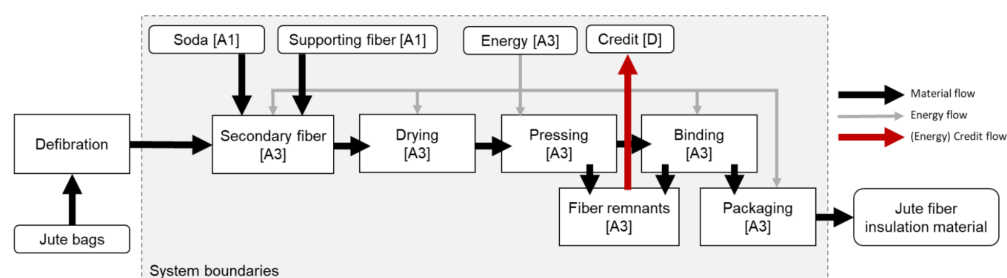 Soda [A1]
Supporting fiber [A1]
Energy [A3]
Credit [D]
Material flow
Energy flow
(Energy) Credit flow
Defibration
Secondary fiber
[A3]
Drying
[A3]
Pressing
[A3]
Binding
[A3]
Jute bags
Fiber remnants
[A3]
Packaging
[A3]
Jute fiber
insulation material
System boundaries